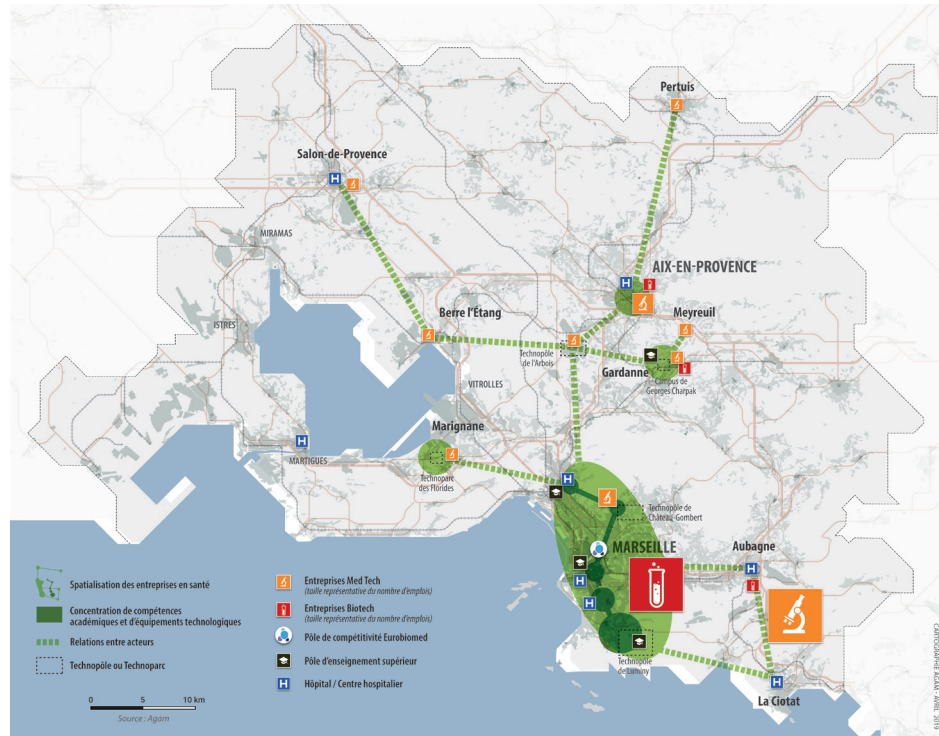 Pertuis
Salon-de-Provence
H
MIRAMAS
AIX-EN-PROVENCE
H
Meyreuil
ISTRES
Berre l'Étang
Technopôle
de l'Arbois
Gardanne
Campus de
Georges Charpak
VITROLLES
Marignane
H
MARTIGUES
Technoparc
des Florides
H
Technopôle de
Château-Gombert
MARSEILLE
Aubagne
H
H
H
Technopôle
de Luminy
H
La Ciotat
Spatialisation des entreprises en santé
Concentration de compétences
académiques et d'équipements technologiques
Relations entre acteurs
Technopôle ou Technoparc
0 5 10 km
Source : Agam
Entreprises Med Tech
(taille représentative du nombre d'emplois)
Entreprises Biotech
(taille représentative du nombre d'emplois)
Pôle de compétitivité Eurobiomed
Pôle d'enseignement supérieur
H Hôpital / Centre hospitalier
CARTOGRAPHIE AGAM - AVRIL 2019